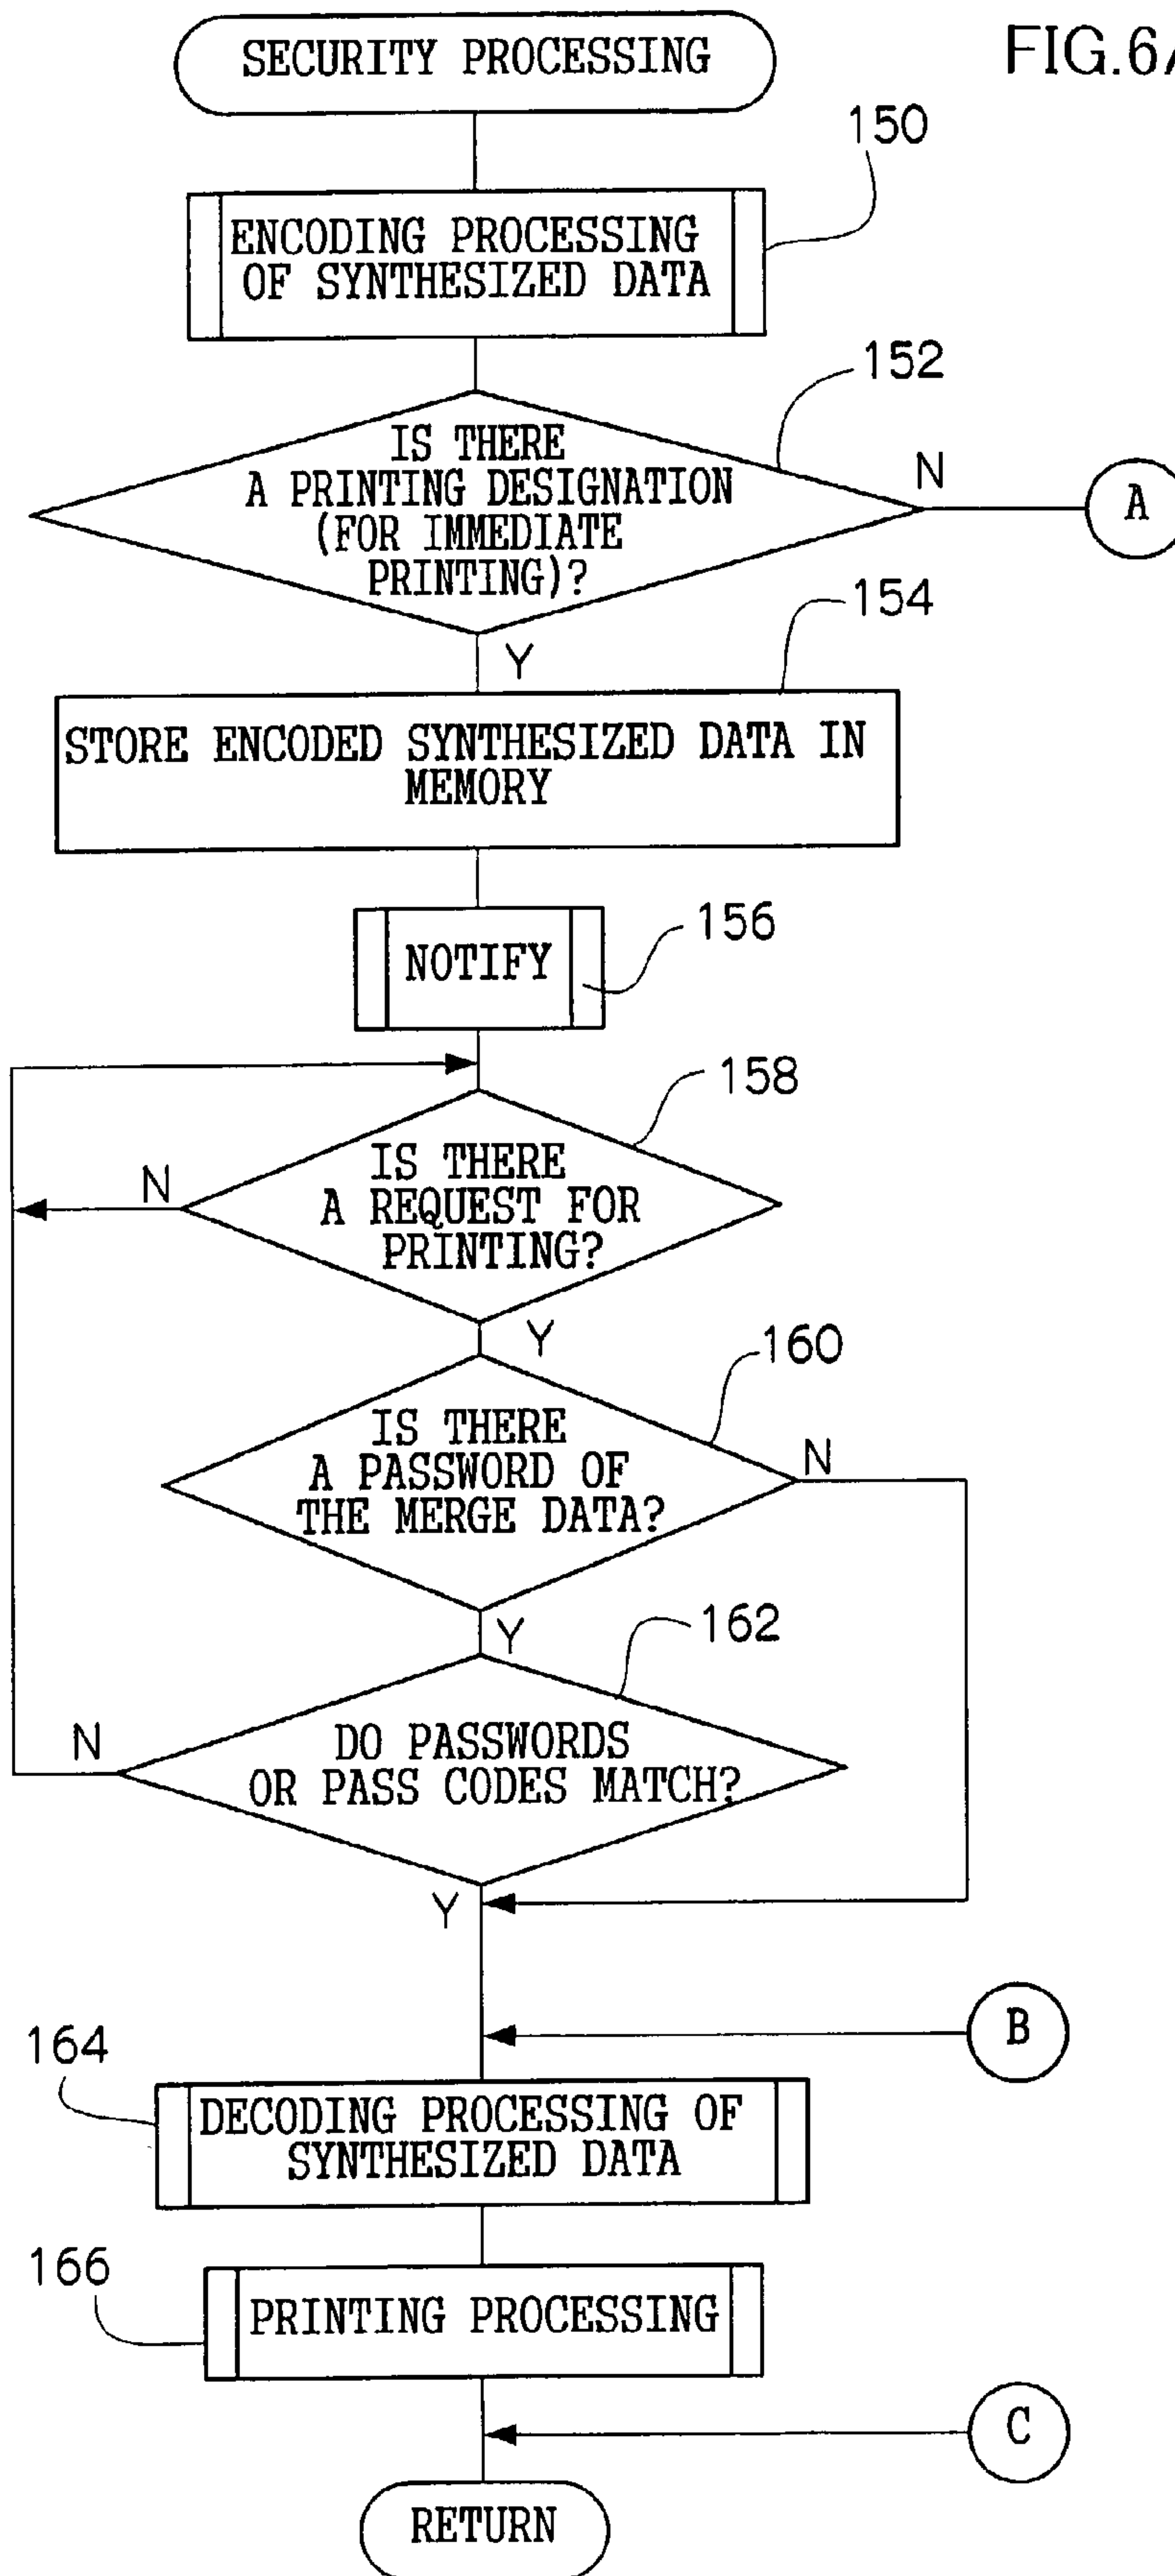 SECURITY PROCESSING
FIG.6A
150
ENCODING PROCESSING
OF SYNTHESIZED DATA
152
IS THERE
A PRINTING DESIGNATION
(FOR IMMEDIATE
PRINTING)?
N
A
154
Y
STORE ENCODED SYNTHESIZED DATA IN
MEMORY
156
NOTIFY
158
IS THERE
A REQUEST FOR
PRINTING?
N
Y
160
IS THERE
A PASSWORD OF
THE MERGE DATA?
N
Y
162
DO PASSWORDS
OR PASS CODES MATCH?
N
Y
B
164
DECODING PROCESSING OF
SYNTHESIZED DATA
166
PRINTING PROCESSING
C
RETURN